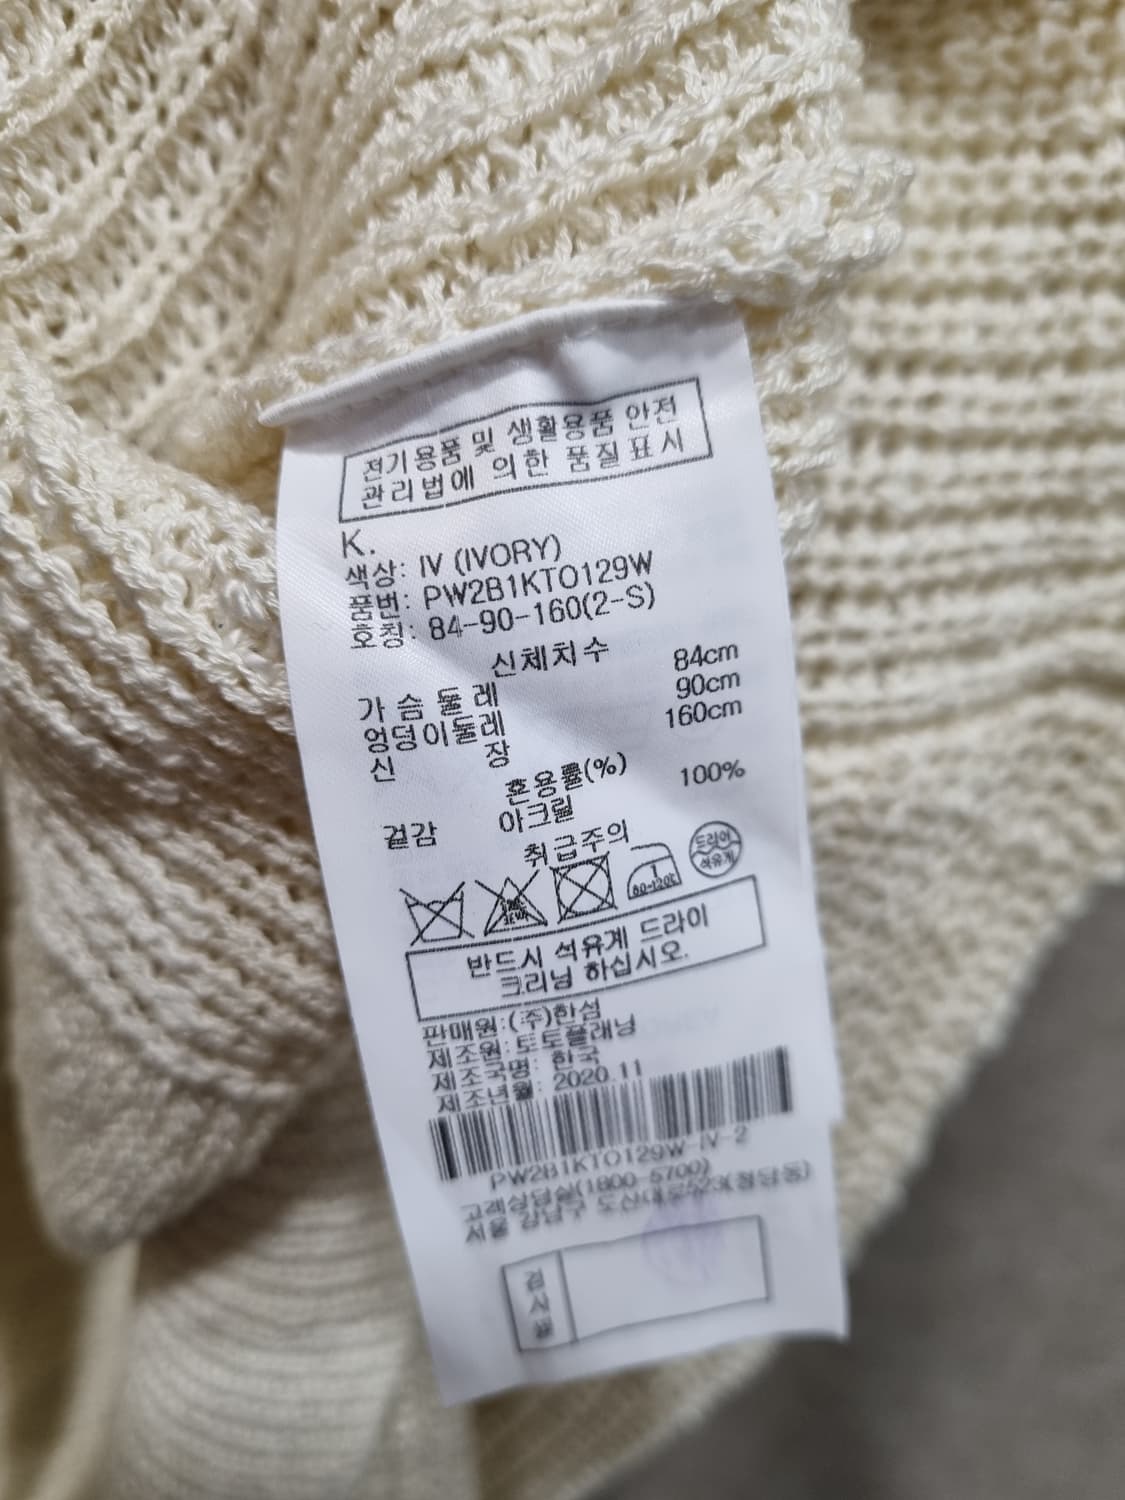 전기용품 및 생활용품 안전
관리법에 의한 품질표시
K.
색상: IV (IVORY)
품번: PW2B1KTO129W
호칭: 84-90-160(2-S)
신체치수
가슴둘레 84cm
엉덩이둘레 90cm
신장 160cm
혼용률(%)
겉감 아크릴 100%
취급주의
1
80-120℃
드라이
석유계
반드시 석유계 드라이
크리닝 하십시오.
판매원:(주)한섬
제조원:토토플래닝
제조국명: 한국
제조년월: 2020.11
PW2B1KTO129W-IV-2
고객상담실(1800-5700)
서울 강남구 도산대로523(청담동)
검사필